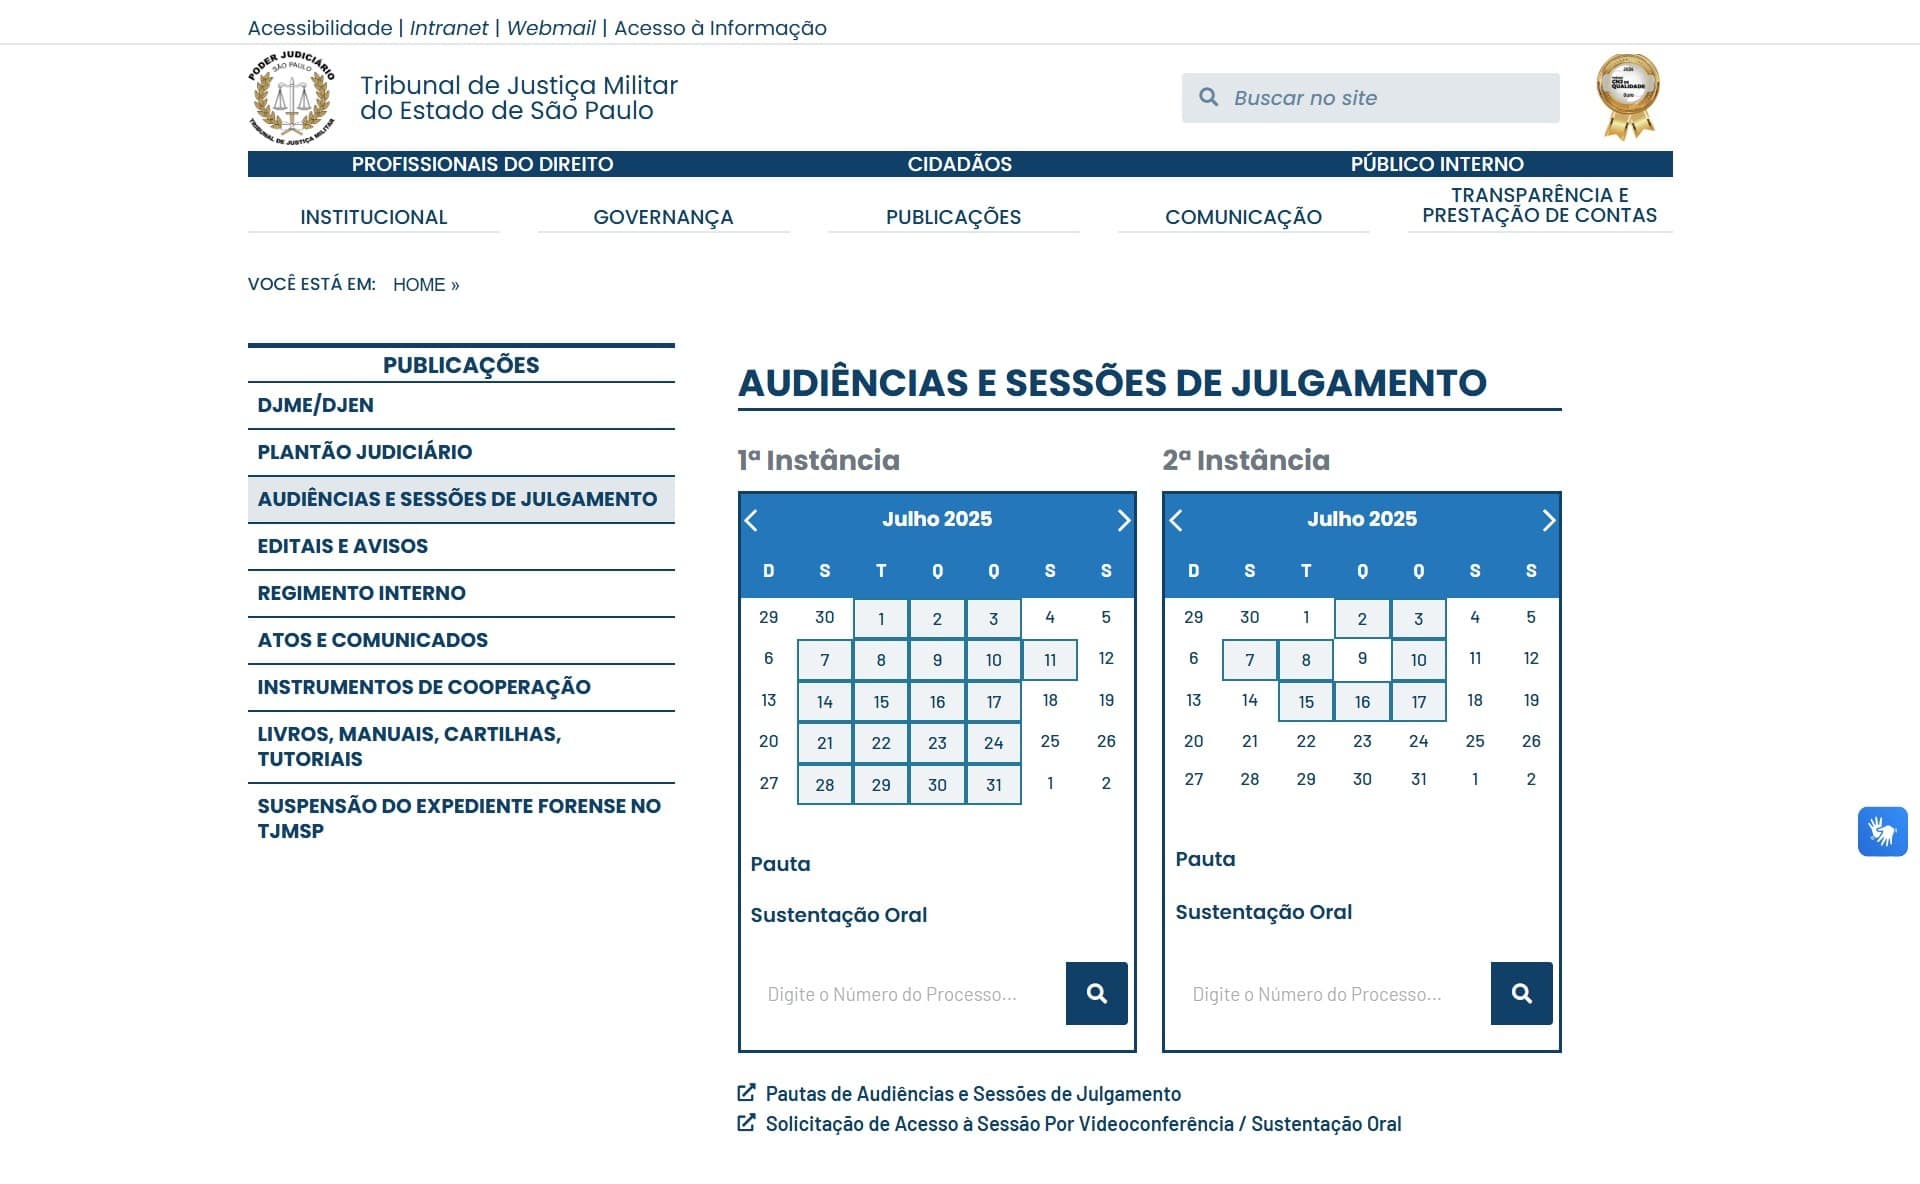 Acessibilidade | Intranet | Webmail | Acesso à Informação
PODER JUDICIÁRIO
SÃO PAULO
TRIBUNAL DE JUSTIÇA MILITAR
Tribunal de Justiça Militar
do Estado de São Paulo
Buscar no site
QUALIDADE
PROFISSIONAIS DO DIREITO
CIDADÃOS
PÚBLICO INTERNO
INSTITUCIONAL
GOVERNANÇA
PUBLICAÇÕES
COMUNICAÇÃO
TRANSPARÊNCIA E
PRESTAÇÃO DE CONTAS
VOCÊ ESTÁ EM: HOME »
PUBLICAÇÕES
DJME/DJEN
PLANTÃO JUDICIÁRIO
AUDIÊNCIAS E SESSÕES DE JULGAMENTO
EDITAIS E AVISOS
REGIMENTO INTERNO
ATOS E COMUNICADOS
INSTRUMENTOS DE COOPERAÇÃO
LIVROS, MANUAIS, CARTILHAS,
TUTORIAIS
SUSPENSÃO DO EXPEDIENTE FORENSE NO
TJMSP
AUDIÊNCIAS E SESSÕES DE JULGAMENTO
1ª Instância
Julho 2025
D S T Q Q S S
29 30 1 2 3 4 5
6 7 8 9 10 11 12
13 14 15 16 17 18 19
20 21 22 23 24 25 26
27 28 29 30 31 1 2
Pauta
Sustentação Oral
Digite o Número do Processo...
2ª Instância
Julho 2025
D S T Q Q S S
29 30 1 2 3 4 5
6 7 8 9 10 11 12
13 14 15 16 17 18 19
20 21 22 23 24 25 26
27 28 29 30 31 1 2
Pauta
Sustentação Oral
Digite o Número do Processo...
Pautas de Audiências e Sessões de Julgamento
Solicitação de Acesso à Sessão Por Videoconferência / Sustentação Oral